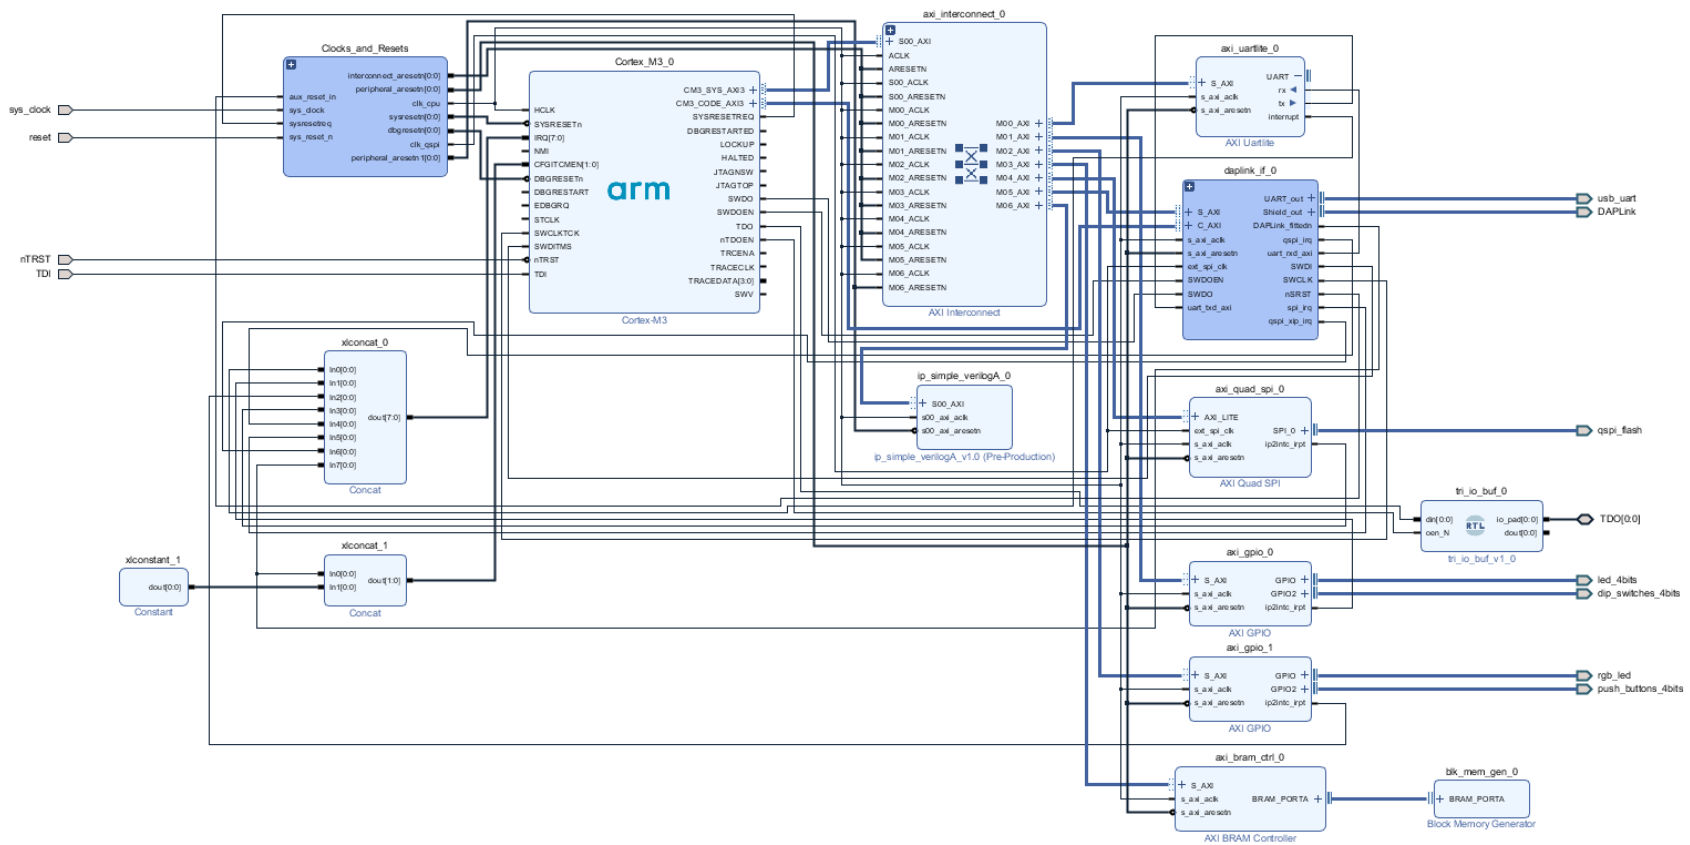 sys_clock
reset
nTRST
TDI
Clocks_and_Resets
aux_reset_in
sys_clock
sysresetreq
sys_reset_n
interconnect_aresetn[0:0]
peripheral_aresetn[0:0]
clk_cpu
sysresetn[0:0]
dbgresetn[0:0]
clk_qspi
peripheral_aresetn1[0:0]
Cortex_M3_0
HCLK
SYSRESETn
IRQ[7:0]
NMI
CFGITCMEN[1:0]
DBGRESETn
DBGRESTART
EDBGRQ
STCLK
SWCLKTCK
SWDITMS
nTRST
TDI
arm
CM3_SYS_AXI3
CM3_CODE_AXI3
SYSRESETREQ
DBGRESTARTED
LOCKUP
HALTED
JTAGNSW
JTAGTOP
SWDO
SWDOEN
TDO
nTDOEN
TRCENA
TRACECLK
TRACEDATA[3:0]
SWV
Cortex-M3
axi_interconnect_0
S00_AXI
ACLK
ARESETN
S00_ACLK
S00_ARESETN
M00_ACLK
M00_ARESETN
M01_ACLK
M01_ARESETN
M02_ACLK
M02_ARESETN
M03_ACLK
M03_ARESETN
M04_ACLK
M04_ARESETN
M05_ACLK
M05_ARESETN
M06_ACLK
M06_ARESETN
M00_AXI
M01_AXI
M02_AXI
M03_AXI
M04_AXI
M05_AXI
M06_AXI
AXI Interconnect
axi_uartlite_0
S_AXI
s_axi_aclk
s_axi_aresetn
UART
rx
tx
interrupt
AXI Uartlite
daplink_if_0
S_AXI
C_AXI
s_axi_aclk
s_axi_aresetn
ext_spi_clk
SWDOEN
SWDO
uart_txd_axi
UART_out
Shield_out
DAPLink_fittedn
qspi_irq
uart_rxd_axi
SWDI
SWCLK
nSRST
spi_irq
qspi_xip_irq
usb_uart
DAPLink
xlconcat_0
In0[0:0]
In1[0:0]
In2[0:0]
In3[0:0]
In4[0:0]
In5[0:0]
In6[0:0]
In7[0:0]
dout[7:0]
Concat
ip_simple_verilogA_0
S00_AXI
s00_axi_aclk
s00_axi_aresetn
ip_simple_verilogA_v1.0 (Pre-Production)
axi_quad_spi_0
AXI_LITE
ext_spi_clk
s_axi_aclk
s_axi_aresetn
SPI_0
ip2intc_irpt
AXI Quad SPI
qspi_flash
tri_io_buf_0
din[0:0]
oen_N
RTL
io_pad[0:0]
dout[0:0]
tri_io_buf_v1_0
TDO[0:0]
xlconstant_1
dout[0:0]
Constant
xlconcat_1
In0[0:0]
In1[0:0]
dout[1:0]
Concat
axi_gpio_0
S_AXI
s_axi_aclk
s_axi_aresetn
GPIO
GPIO2
ip2intc_irpt
AXI GPIO
led_4bits
dip_switches_4bits
axi_gpio_1
S_AXI
s_axi_aclk
s_axi_aresetn
GPIO
GPIO2
ip2intc_irpt
AXI GPIO
rgb_led
push_buttons_4bits
axi_bram_ctrl_0
S_AXI
s_axi_aclk
s_axi_aresetn
BRAM_PORTA
AXI BRAM Controller
blk_mem_gen_0
BRAM_PORTA
Block Memory Generator